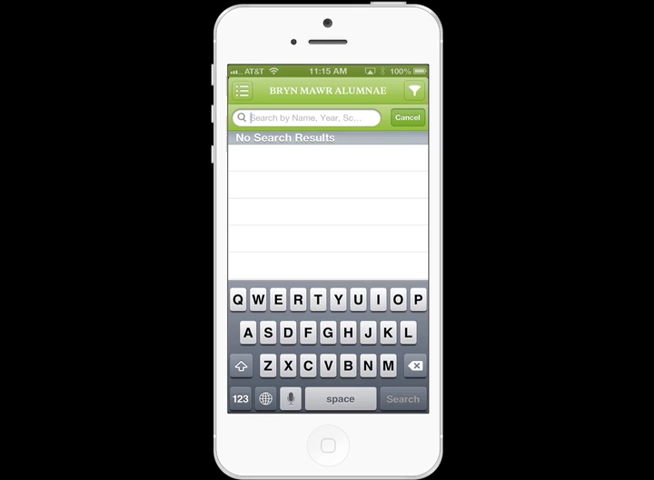 AT&T 11:15 AM 100%
BRYN MAWR ALUMNAE
Search by Name, Year, Sc... Cancel
No Search Results
Q W E R T Y U I O P
A S D F G H J K L
Z X C V B N M
123 space Search